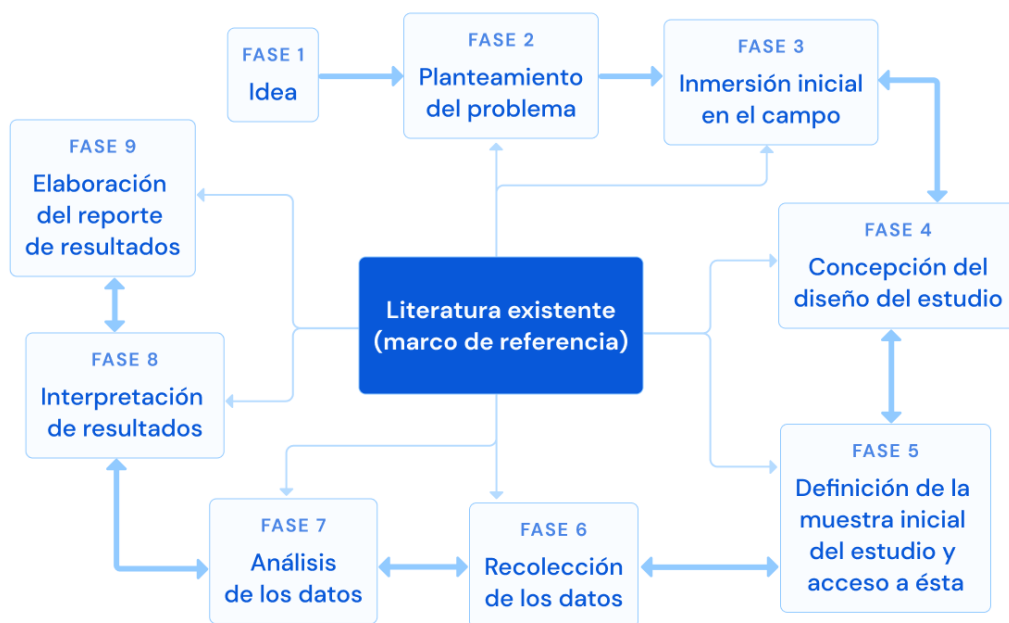 FASE 1
Idea
FASE 2
Planteamiento
del problema
FASE 3
Inmersión inicial
en el campo
FASE 4
Concepción del
diseño del estudio
FASE 5
Definición de la
muestra inicial
del estudio y
acceso a ésta
FASE 6
Recolección
de los datos
FASE 7
Análisis
de los datos
FASE 8
Interpretación
de resultados
FASE 9
Elaboración
del reporte
de resultados
Literatura existente
(marco de referencia)